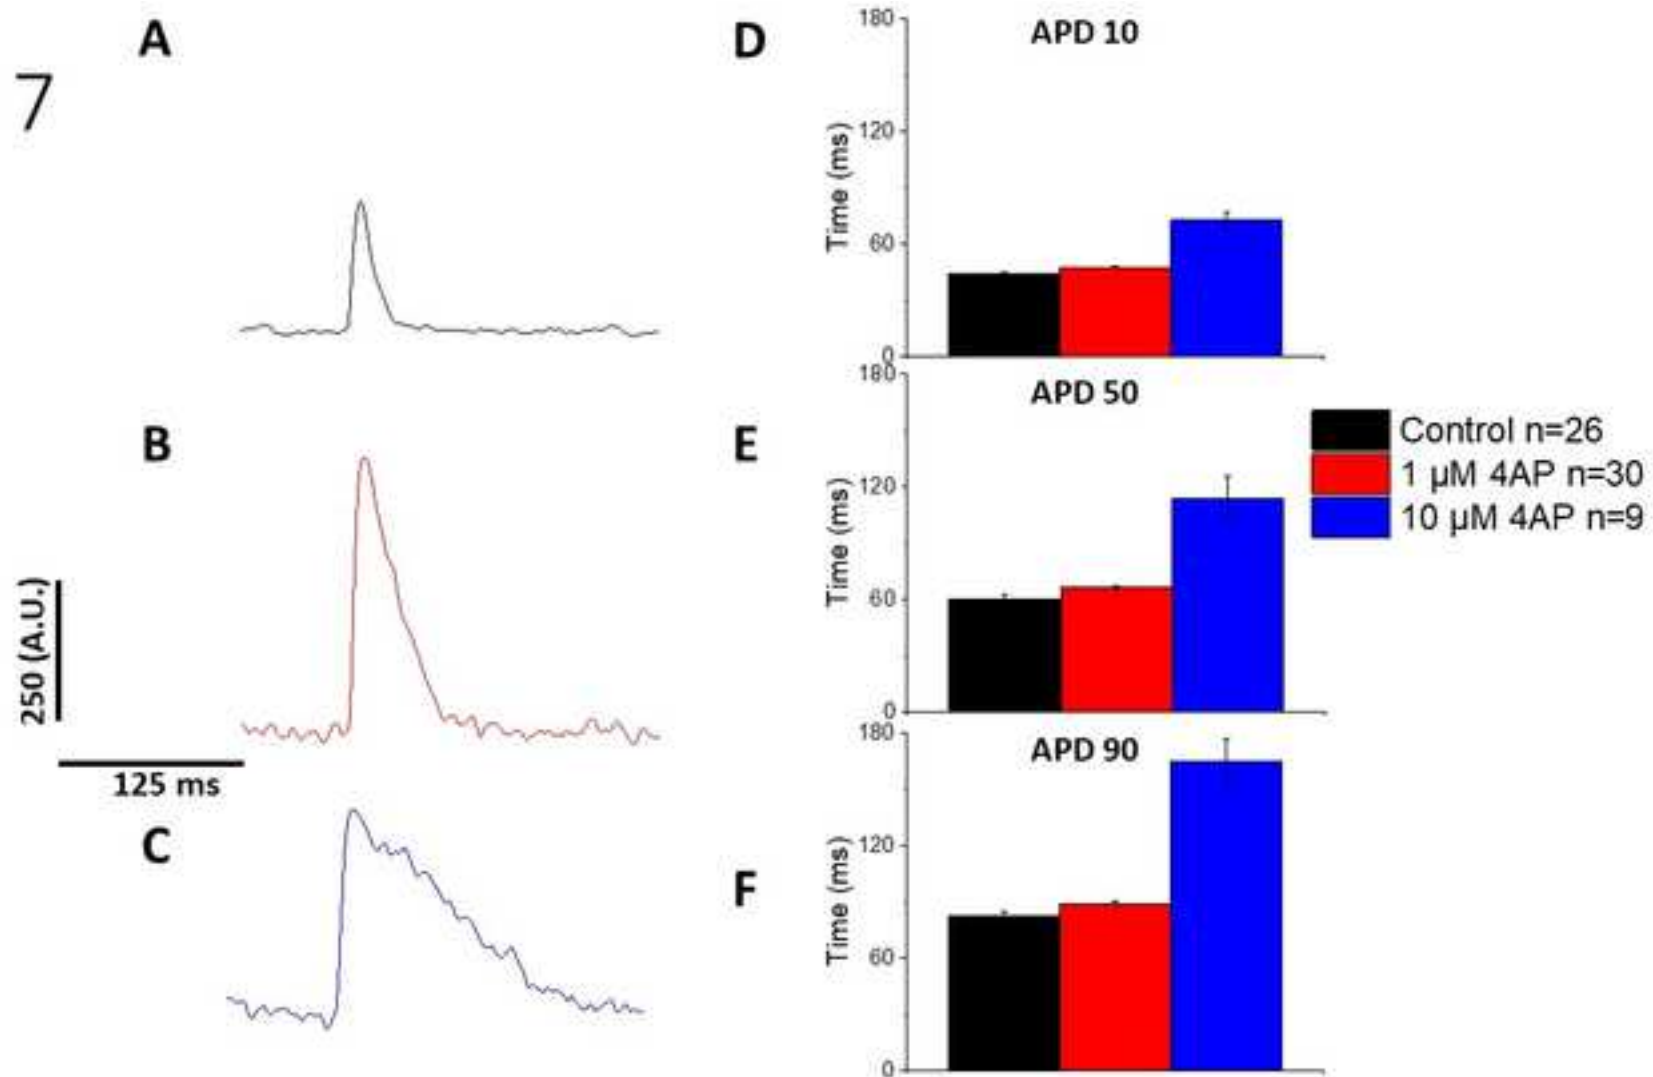 7
A
B
C
250 (A.U.)
125 ms
D
APD 10
Time (ms)
180
120
60
0
E
APD 50
Time (ms)
180
120
60
0
Control n=26
1 µM 4AP n=30
10 µM 4AP n=9
F
APD 90
Time (ms)
180
120
60
0